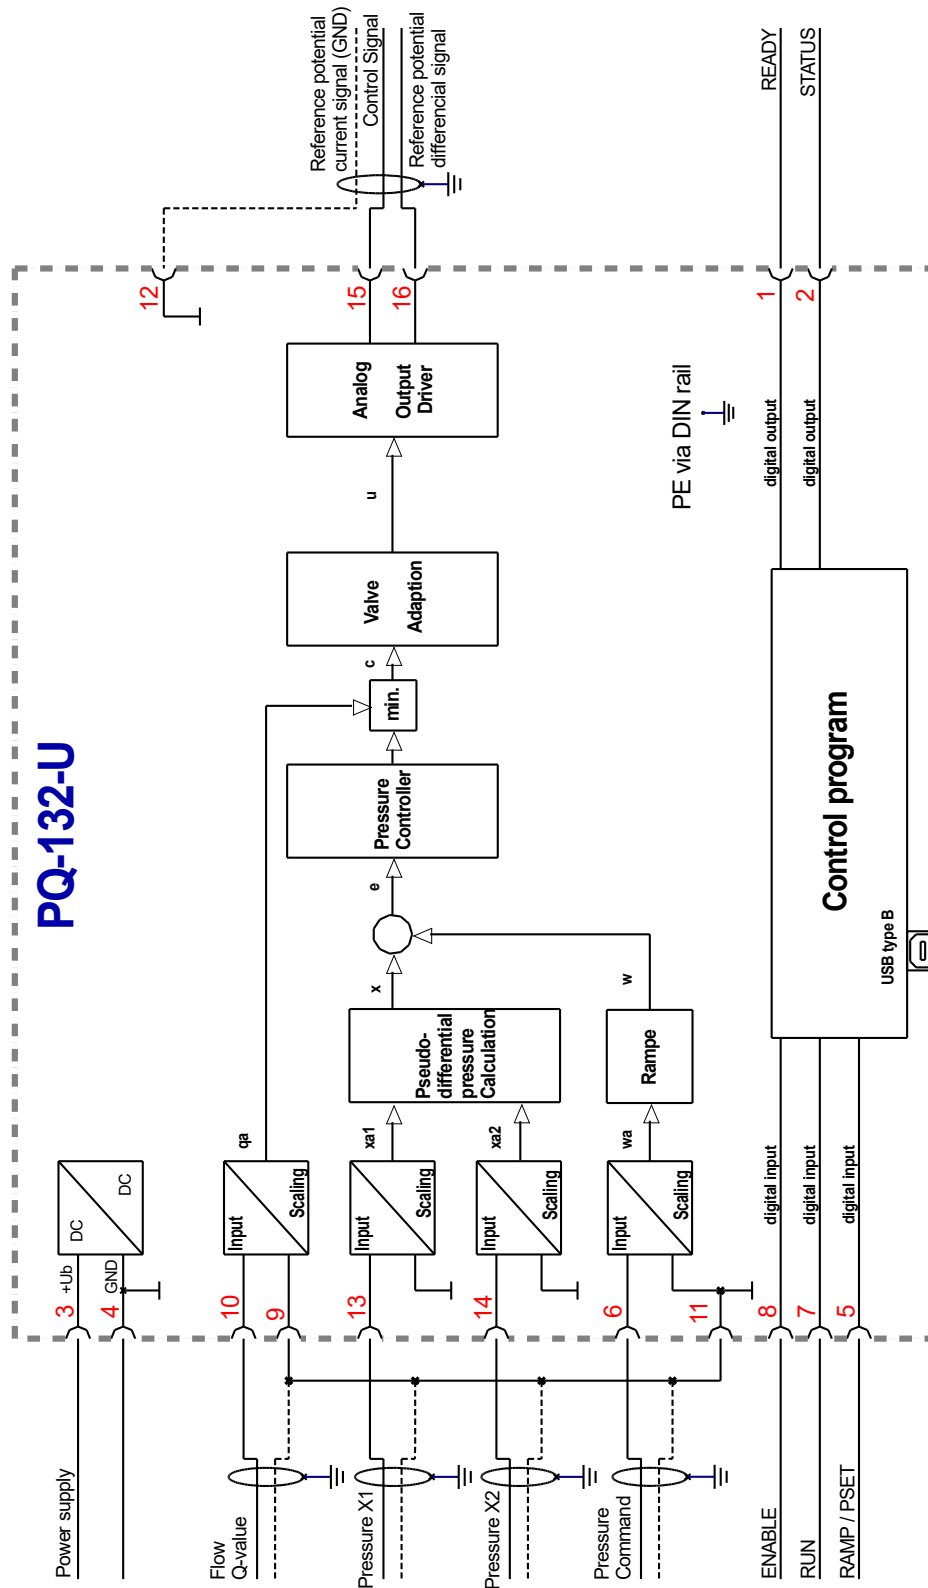 PQ-132-U
Power supply
3
+Ub
4
GND
DC
DC
Flow
Q-value
10
9
Input
Scaling
qa
Pressure X1
13
Input
Scaling
xa1
Pressure X2
14
Input
Scaling
xa2
Pressure
Command
6
11
Input
Scaling
wa
Pseudo-
differential
pressure
Calculation
x
Rampe
w
e
Pressure
Controller
min.
c
Valve
Adaption
u
Analog
Output
Driver
12
15
16
Reference potential
current signal (GND)
Control Signal
Reference potential
differencial signal
PE via DIN rail
ENABLE
8
digital input
RUN
7
digital input
RAMP / PSET
5
digital input
Control program
USB type B
digital output
1
READY
digital output
2
STATUS